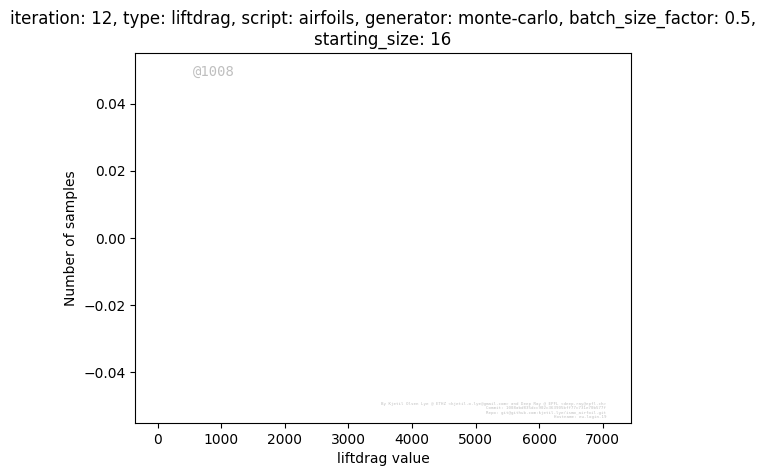 iteration: 12, type: liftdrag, script: airfoils, generator: monte-carlo, batch_size_factor: 0.5,
starting_size: 16
@1008
0.04
0.02
0.00
−0.02
−0.04
Number of samples
0 1000 2000 3000 4000 5000 6000 7000
liftdrag value